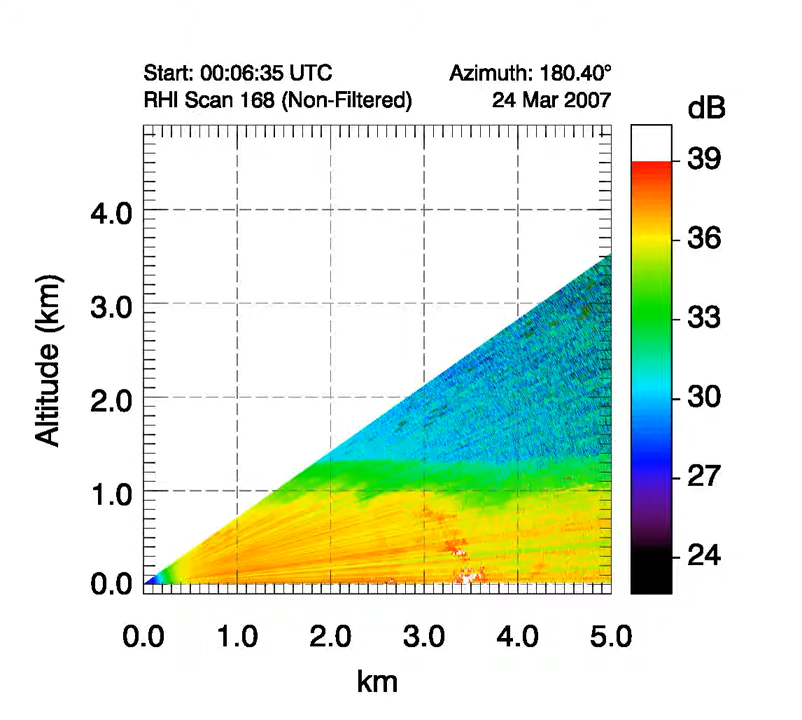 Start: 00:06:35 UTC
Azimuth: 180.40°
RHI Scan 168 (Non-Filtered)
24 Mar 2007
dB
39
36
33
30
27
24
4.0
3.0
2.0
1.0
0.0
Altitude (km)
0.0 1.0 2.0 3.0 4.0 5.0
km